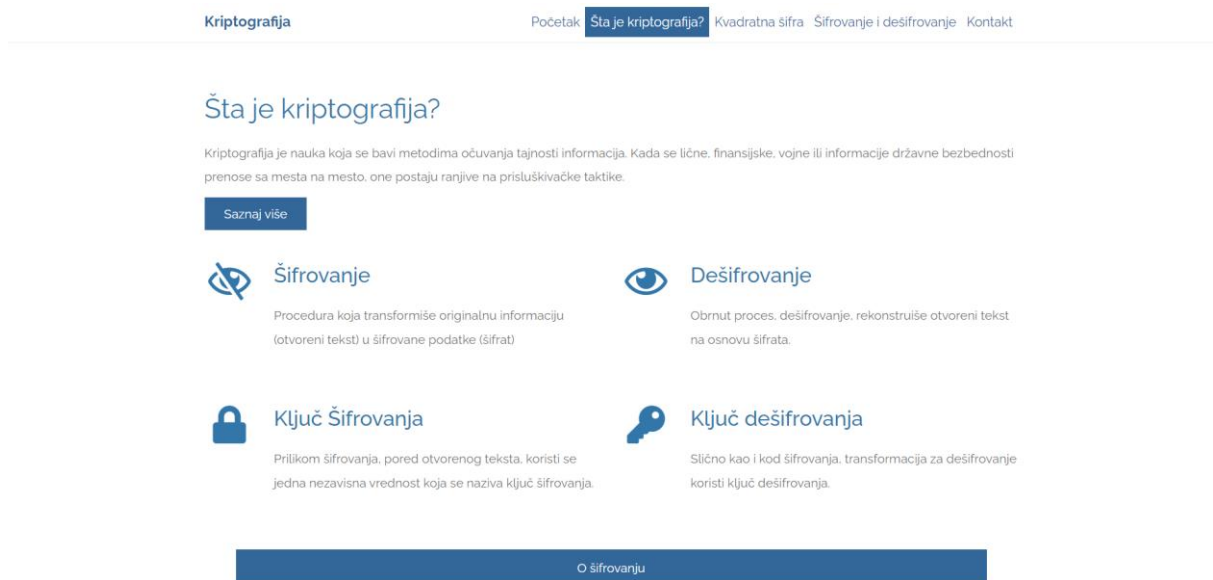 Kriptografija
Početak Šta je kriptografija? Kvadratna šifra Šifrovanje i dešifrovanje Kontakt
Šta je kriptografija?
Kriptografija je nauka koja se bavi metodima očuvanja tajnosti informacija. Kada se lične, finansijske, vojne ili informacije državne bezbednosti
prenose sa mesta na mesto, one postaju ranjive na prisluškivačke taktike.
Saznaj više
Šifrovanje
Procedura koja transformiše originalnu informaciju
(otvoreni tekst) u šifrovane podatke (šifrat)
Dešifrovanje
Obrnut proces, dešifrovanje, rekonstruiše otvoreni tekst
na osnovu šifrata.
Ključ Šifrovanja
Prilikom šifrovanja, pored otvorenog teksta, koristi se
jedna nezavisna vrednost koja se naziva ključ šifrovanja.
Ključ dešifrovanja
Slično kao i kod šifrovanja, transformacija za dešifrovanje
koristi ključ dešifrovanja.
O šifrovanju